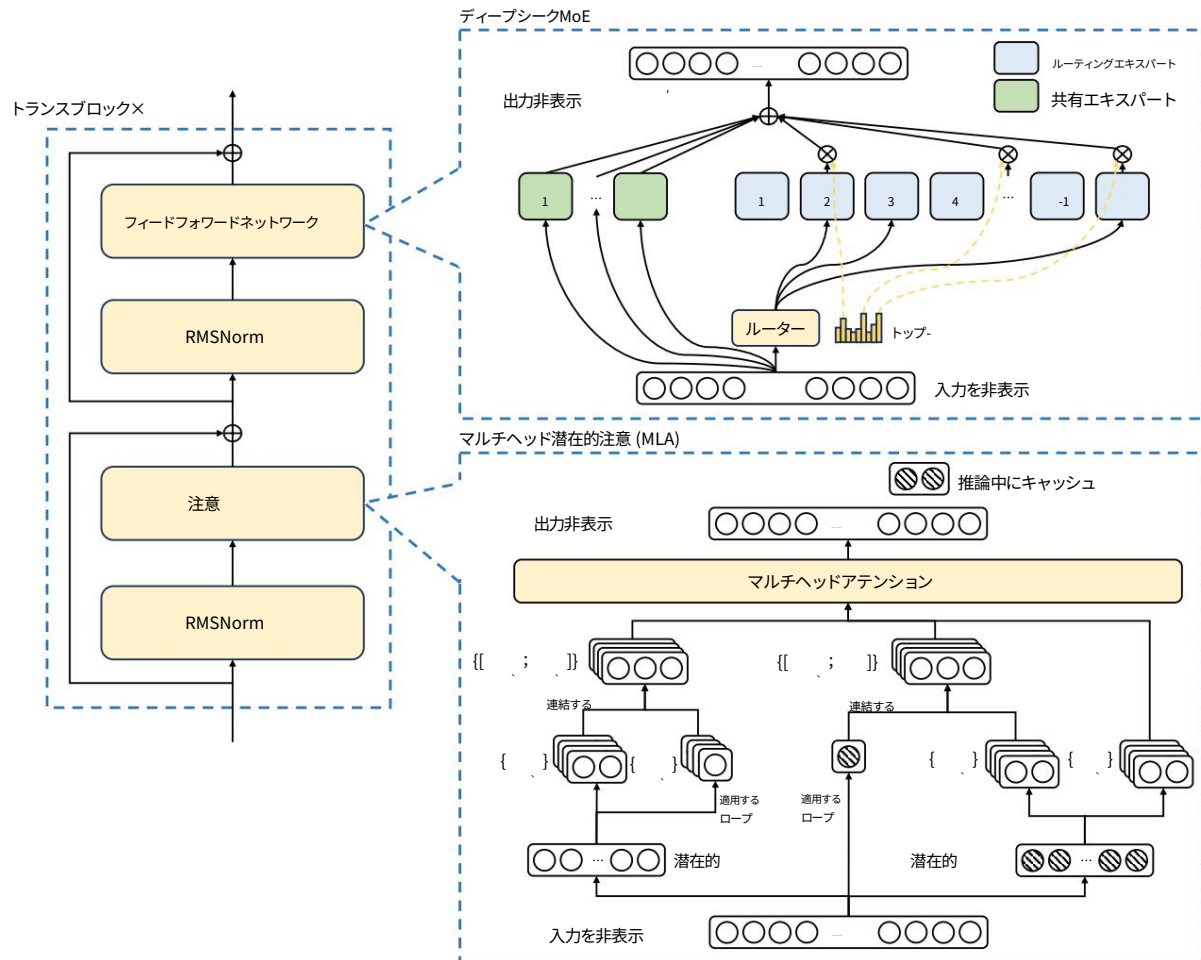 ディープシークMoE
ルーティングエキスパート
共有エキスパート
出力非表示
'
トランスブロック×
1
...
1
2
3
4
...
-1
フィードフォワードネットワーク
RMSNorm
ルーター
トップ-
入力を非表示
マルチヘッド潜在的注意 (MLA)
推論中にキャッシュ
出力非表示
注意
マルチヘッドアテンション
RMSNorm
{[ 、 ; 、 ]}
{[ 、 ; ]}
連結する
連結する
{ 、 }
{ 、 }
{ 、 }
{ 、 }
適用する
ロープ
適用する
ロープ
... 潜在的
潜在的 ...
入力を非表示